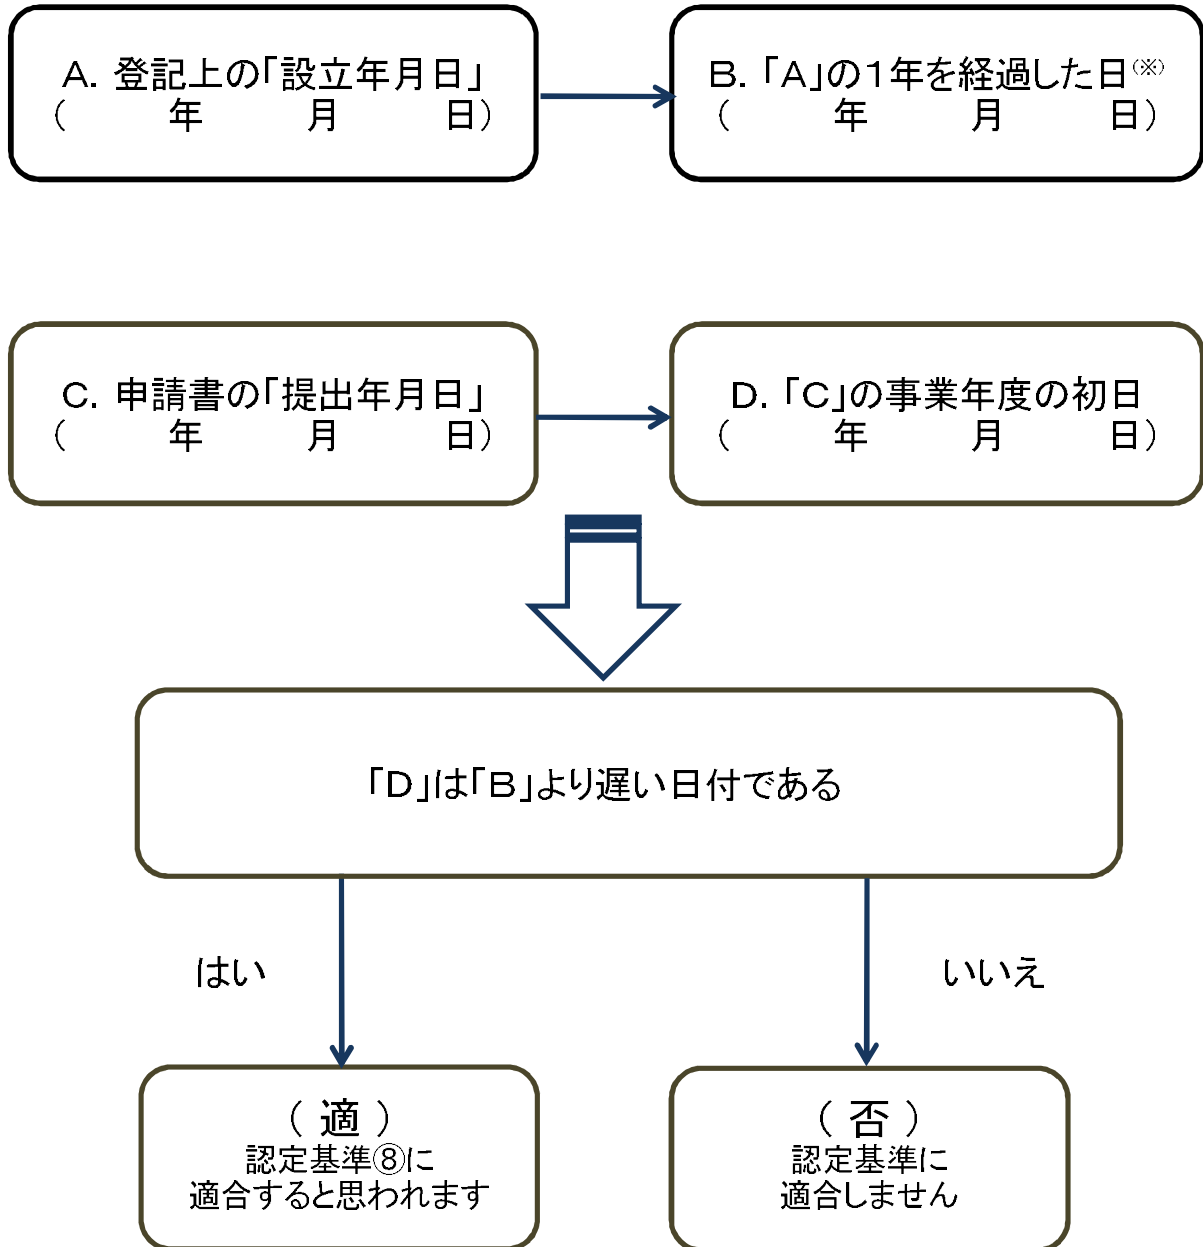 A. 登記上の「設立年月日」
(　　　年　　　月　　　日)
B. 「A」の１年を経過した日(※)
(　　　年　　　月　　　日)
C. 申請書の「提出年月日」
(　　　年　　　月　　　日)
D. 「C」の事業年度の初日
(　　　年　　　月　　　日)
「D」は「B」より遅い日付である
はい
いいえ
（ 適 ）
認定基準⑧に
適合すると思われます
（ 否 ）
認定基準に
適合しません